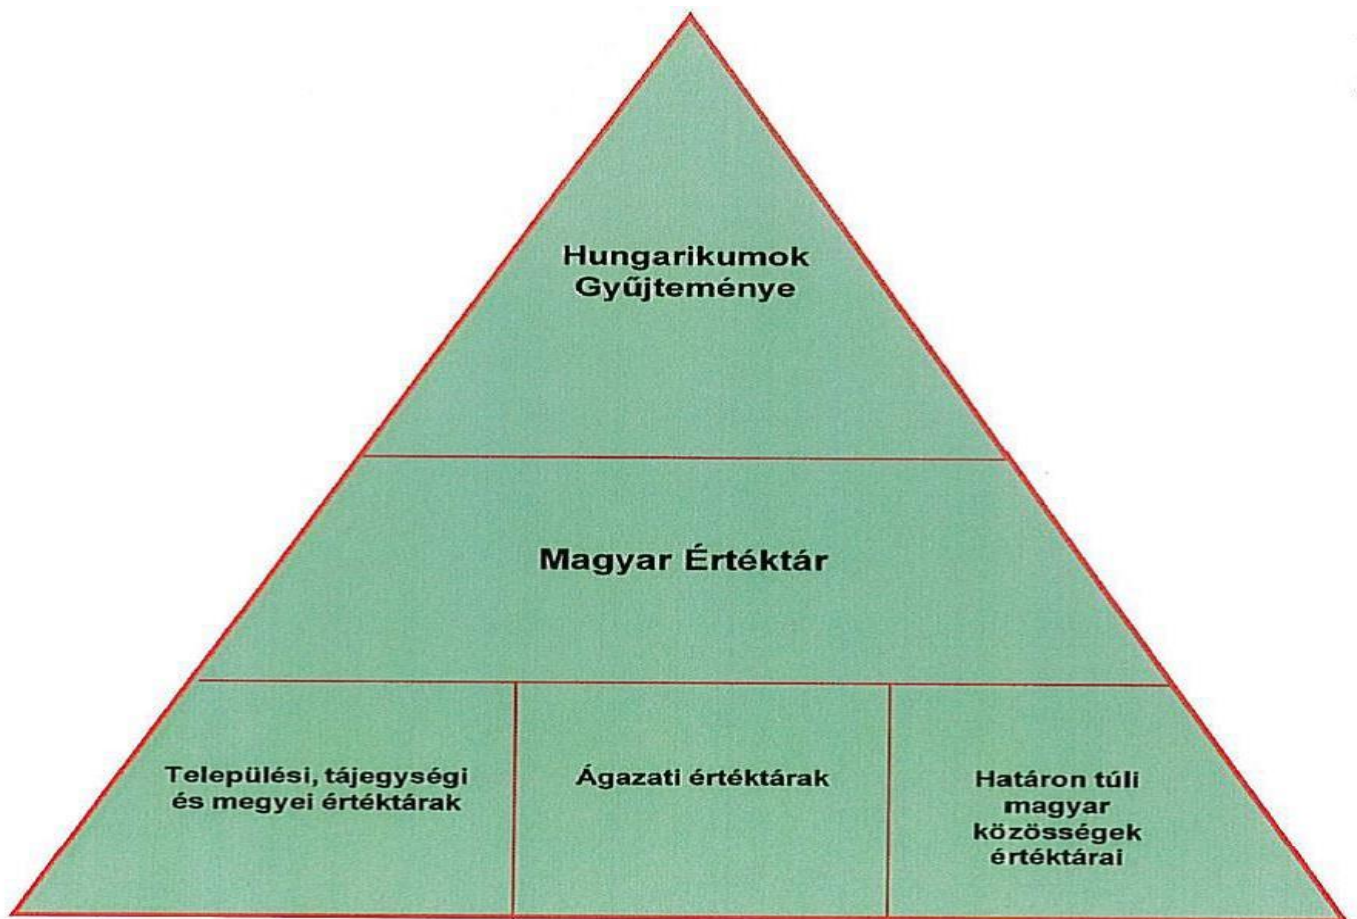 Hungarikumok
Gyűjteménye
Magyar Értéktár
Települési, tájegységi
és megyei értéktárak
Ágazati értéktárak
Határon túli
magyar
közösségek
értéktárai